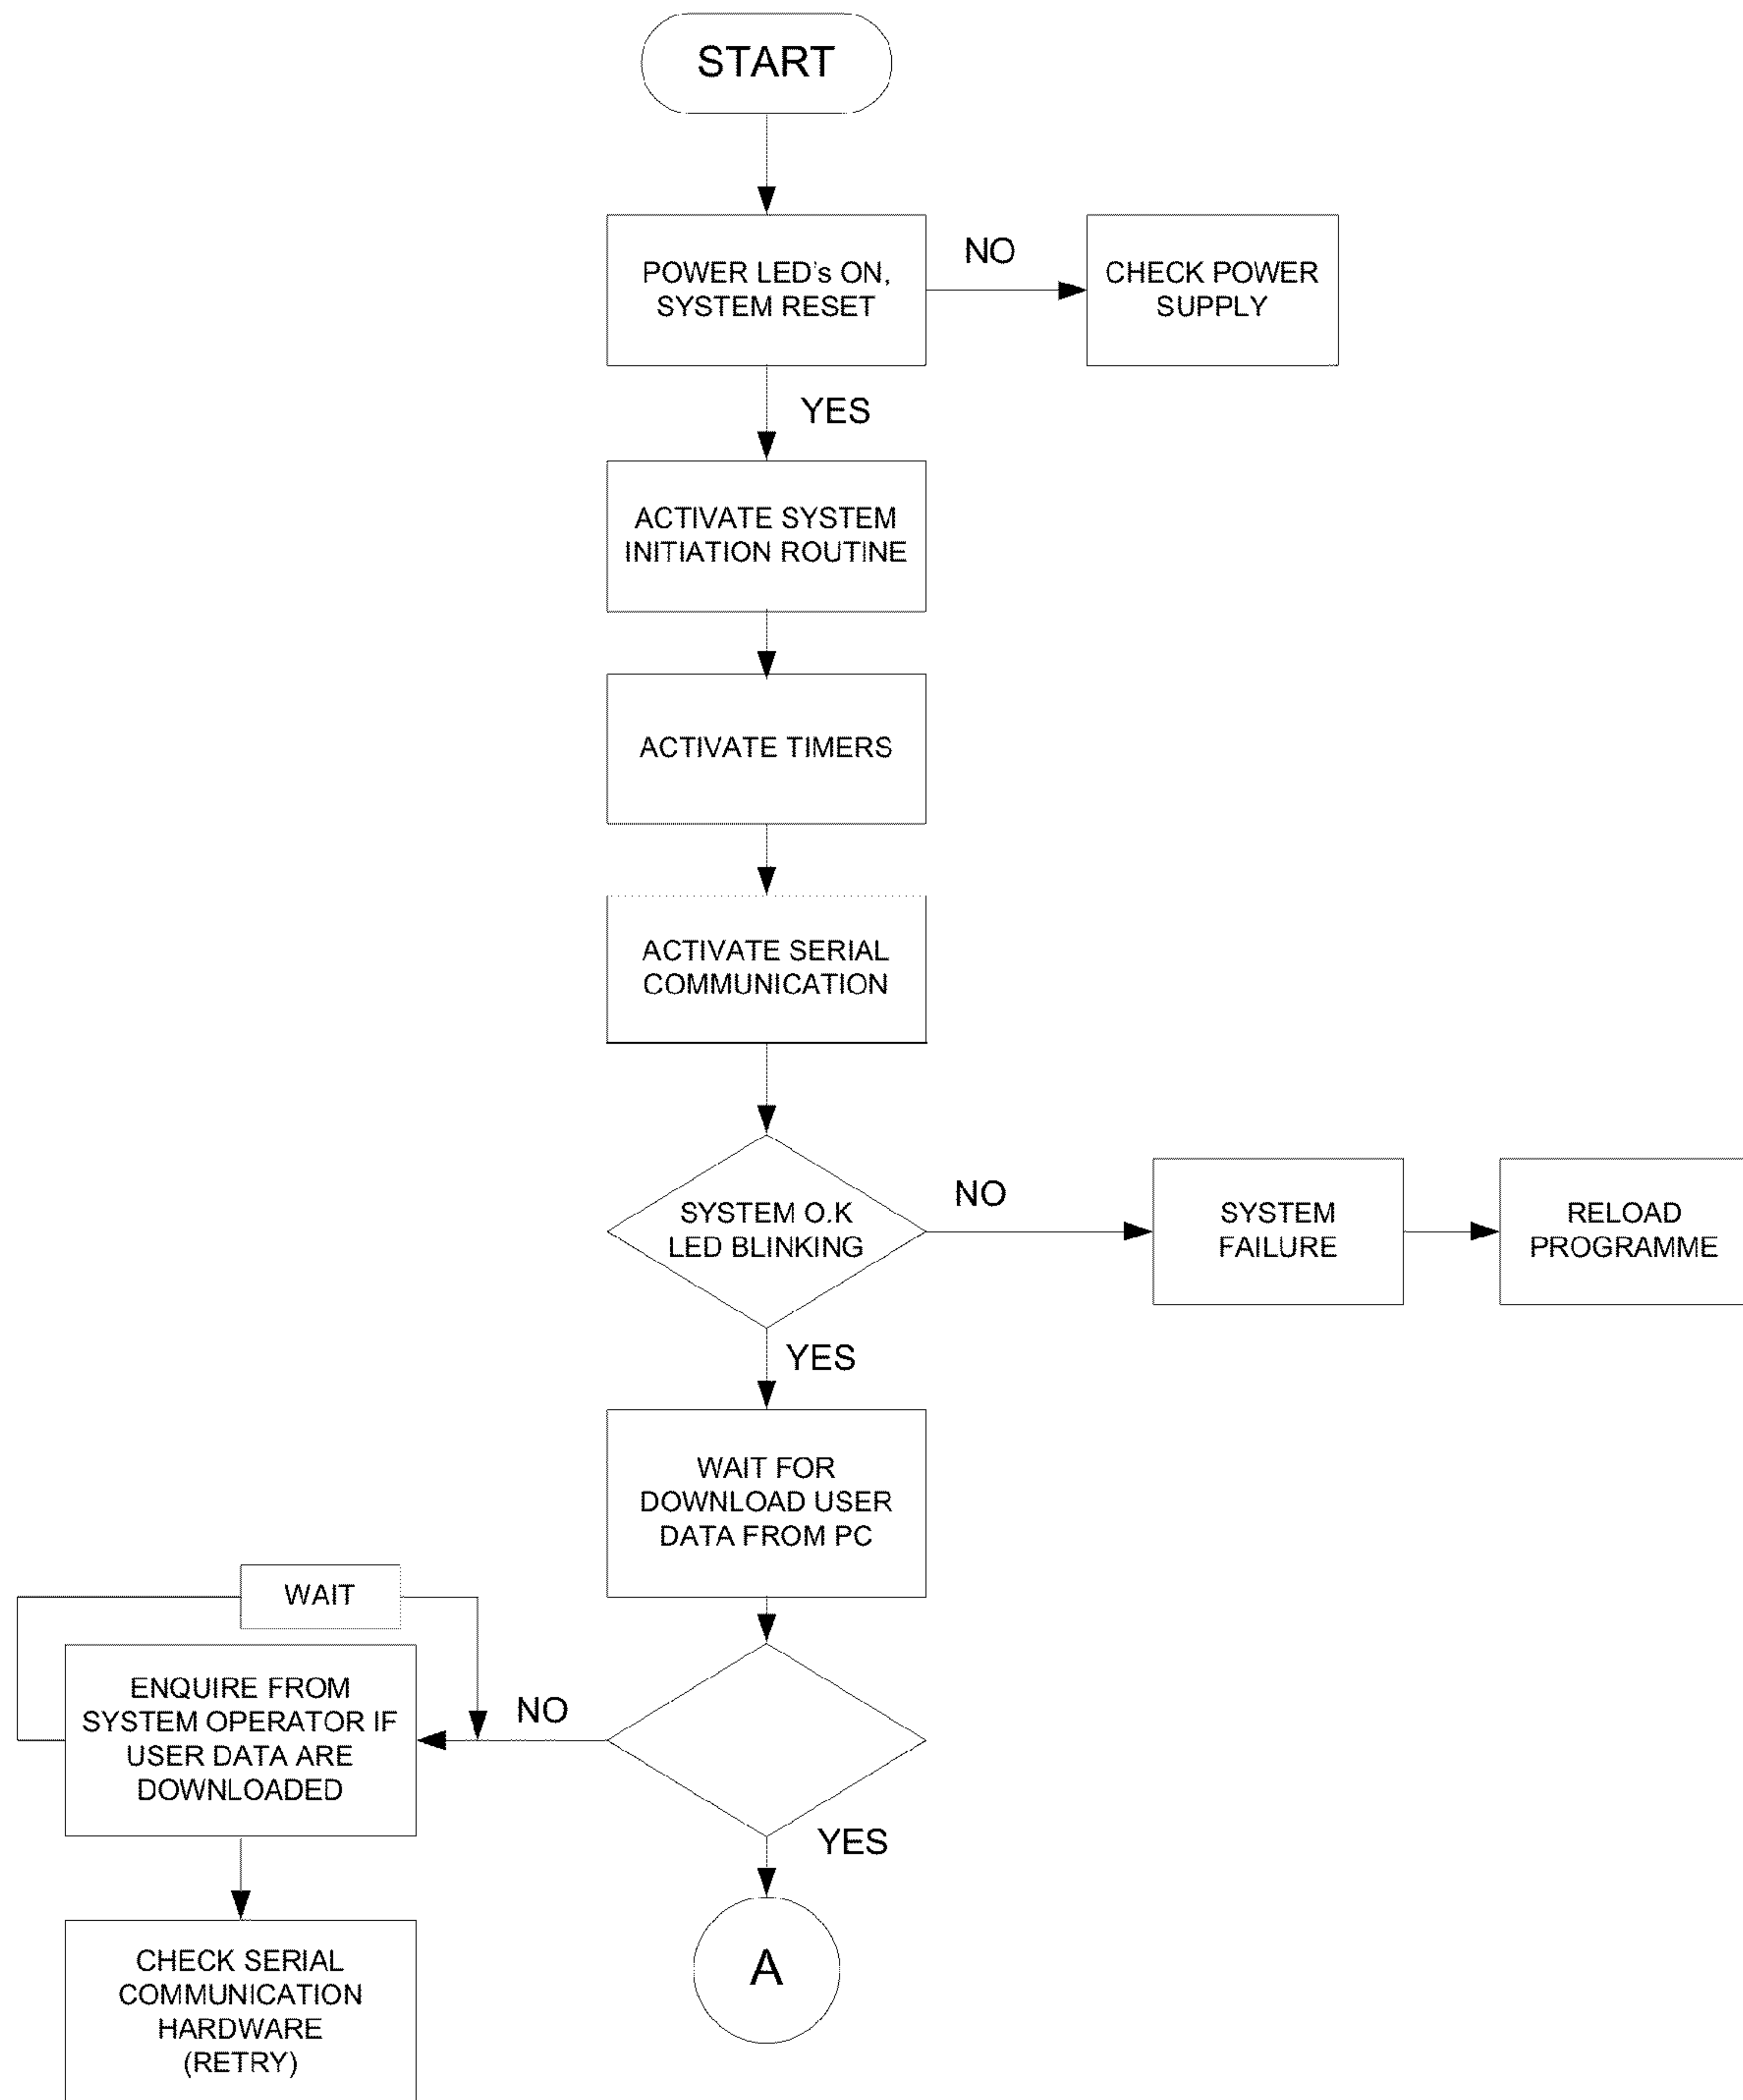 START
POWER LED's ON,
SYSTEM RESET
NO
CHECK POWER
SUPPLY
YES
ACTIVATE SYSTEM
INITIATION ROUTINE
ACTIVATE TIMERS
ACTIVATE SERIAL
COMMUNICATION
SYSTEM O.K
LED BLINKING
NO
SYSTEM
FAILURE
RELOAD
PROGRAMME
YES
WAIT FOR
DOWNLOAD USER
DATA FROM PC
WAIT
ENQUIRE FROM
SYSTEM OPERATOR IF
USER DATA ARE
DOWNLOADED
NO
YES
CHECK SERIAL
COMMUNICATION
HARDWARE
(RETRY)
A